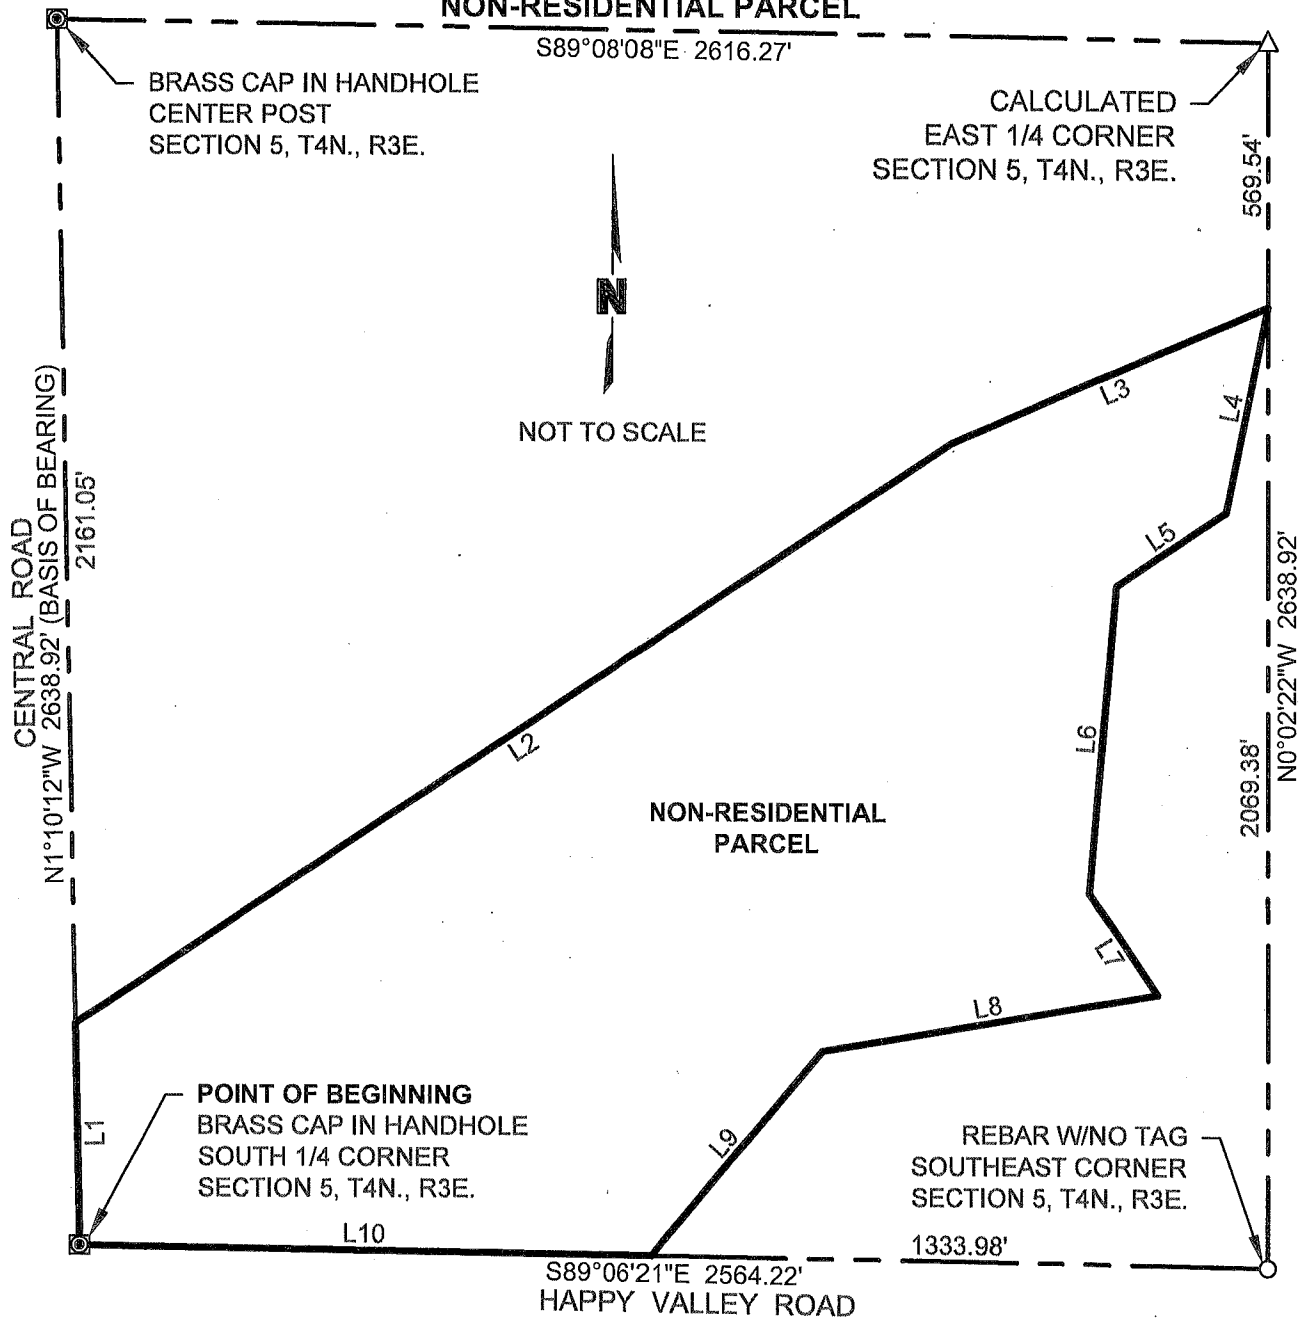 NON-RESIDENTIAL PARCEL
S89°08'08"E 2616.27'
BRASS CAP IN HANDHOLE
CENTER POST
SECTION 5, T4N., R3E.
CALCULATED
EAST 1/4 CORNER
SECTION 5, T4N., R3E.
569.54'
N
NOT TO SCALE
L3
L4
CENTRAL ROAD
N1°10'12"W 2638.92' (BASIS OF BEARING)
2161.05'
L5
L2
L6
2069.38'
N0°02'22"W 2638.92'
NON-RESIDENTIAL
PARCEL
L7
L8
L1
POINT OF BEGINNING
BRASS CAP IN HANDHOLE
SOUTH 1/4 CORNER
SECTION 5, T4N., R3E.
L9
REBAR W/NO TAG
SOUTHEAST CORNER
SECTION 5, T4N., R3E.
L10
1333.98'
S89°06'21"E 2564.22'
HAPPY VALLEY ROAD